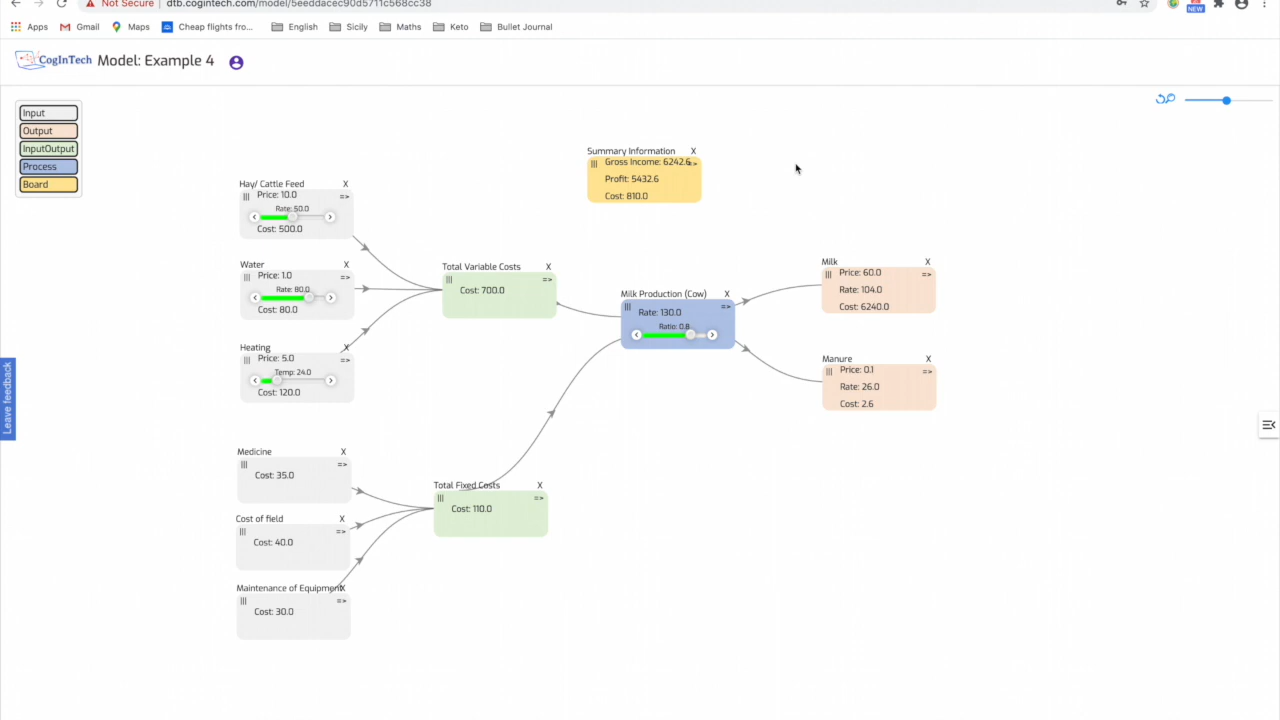 Not Secure
dtb.cogintech.com/model/5eeddacec90d5711c568cc38
NEW
Apps
Gmail
Maps
Cheap flights fro...
English
Sicily
Maths
Keto
Bullet Journal
CogInTech
Model: Example 4
Input
Output
InputOutput
Process
Board
Summary Information X
Gross Income: 6242.6 =>
Profit: 5432.6
Cost: 810.0
Hay/ Cattle Feed X
Price: 10.0 =>
Rate: 50.0
Cost: 500.0
Water X
Price: 1.0 =>
Rate: 80.0
Cost: 80.0
Heating X
Price: 5.0 =>
Temp: 24.0
Cost: 120.0
Total Variable Costs X
=>
Cost: 700.0
Milk Production (Cow) X
=>
Rate: 130.0
Ratio: 0.8
Milk X
Price: 60.0 =>
Rate: 104.0
Cost: 6240.0
Manure X
Price: 0.1 =>
Rate: 26.0
Cost: 2.6
Leave feedback
Medicine X
=>
Cost: 35.0
Cost of field X
=>
Cost: 40.0
Maintenance of Equipment X
=>
Cost: 30.0
Total Fixed Costs X
=>
Cost: 110.0